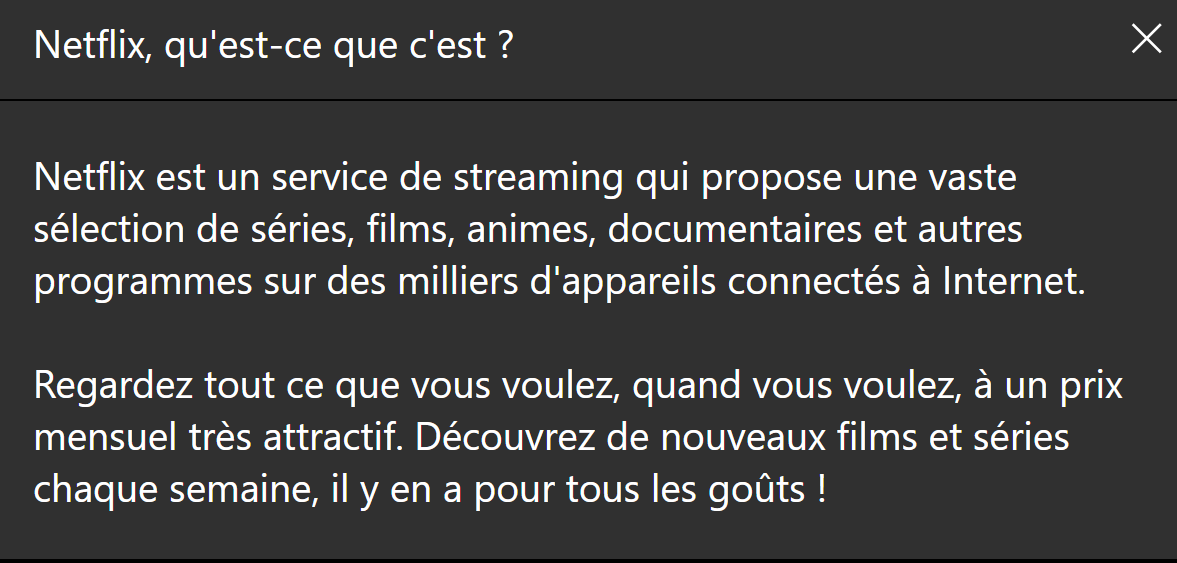 Netflix, qu'est-ce que c'est ?
Netflix est un service de streaming qui propose une vaste
sélection de séries, films, animes, documentaires et autres
programmes sur des milliers d'appareils connectés à Internet.
Regardez tout ce que vous voulez, quand vous voulez, à un prix
mensuel très attractif. Découvrez de nouveaux films et séries
chaque semaine, il y en a pour tous les goûts !